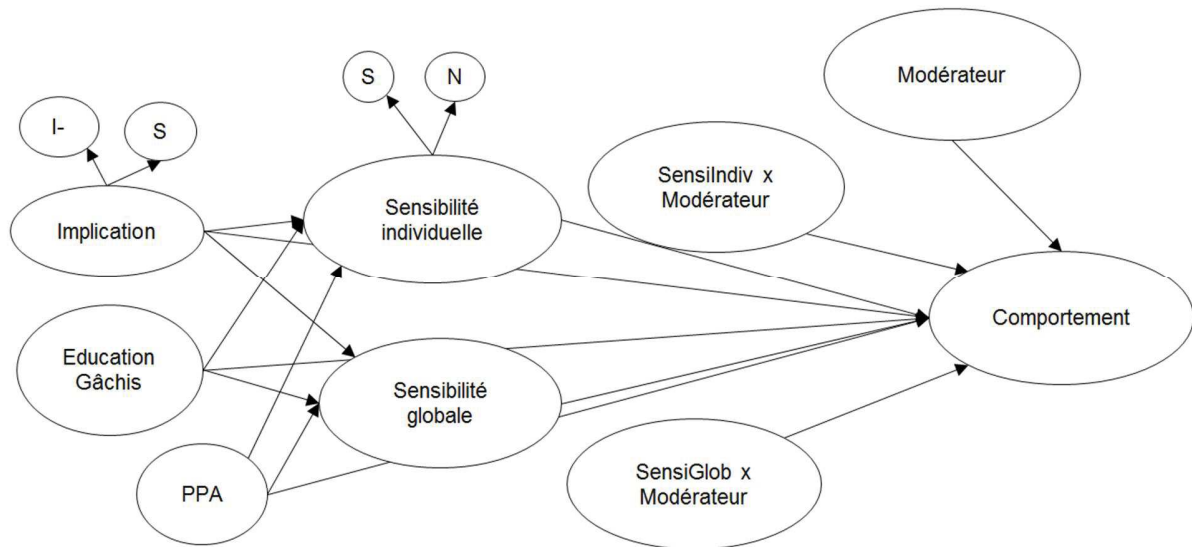 Modérateur
S
N
I-
S
SensiIndiv x
Modérateur
Sensibilité
individuelle
Implication
Comportement
Education
Gâchis
Sensibilité
globale
SensiGlob x
Modérateur
PPA